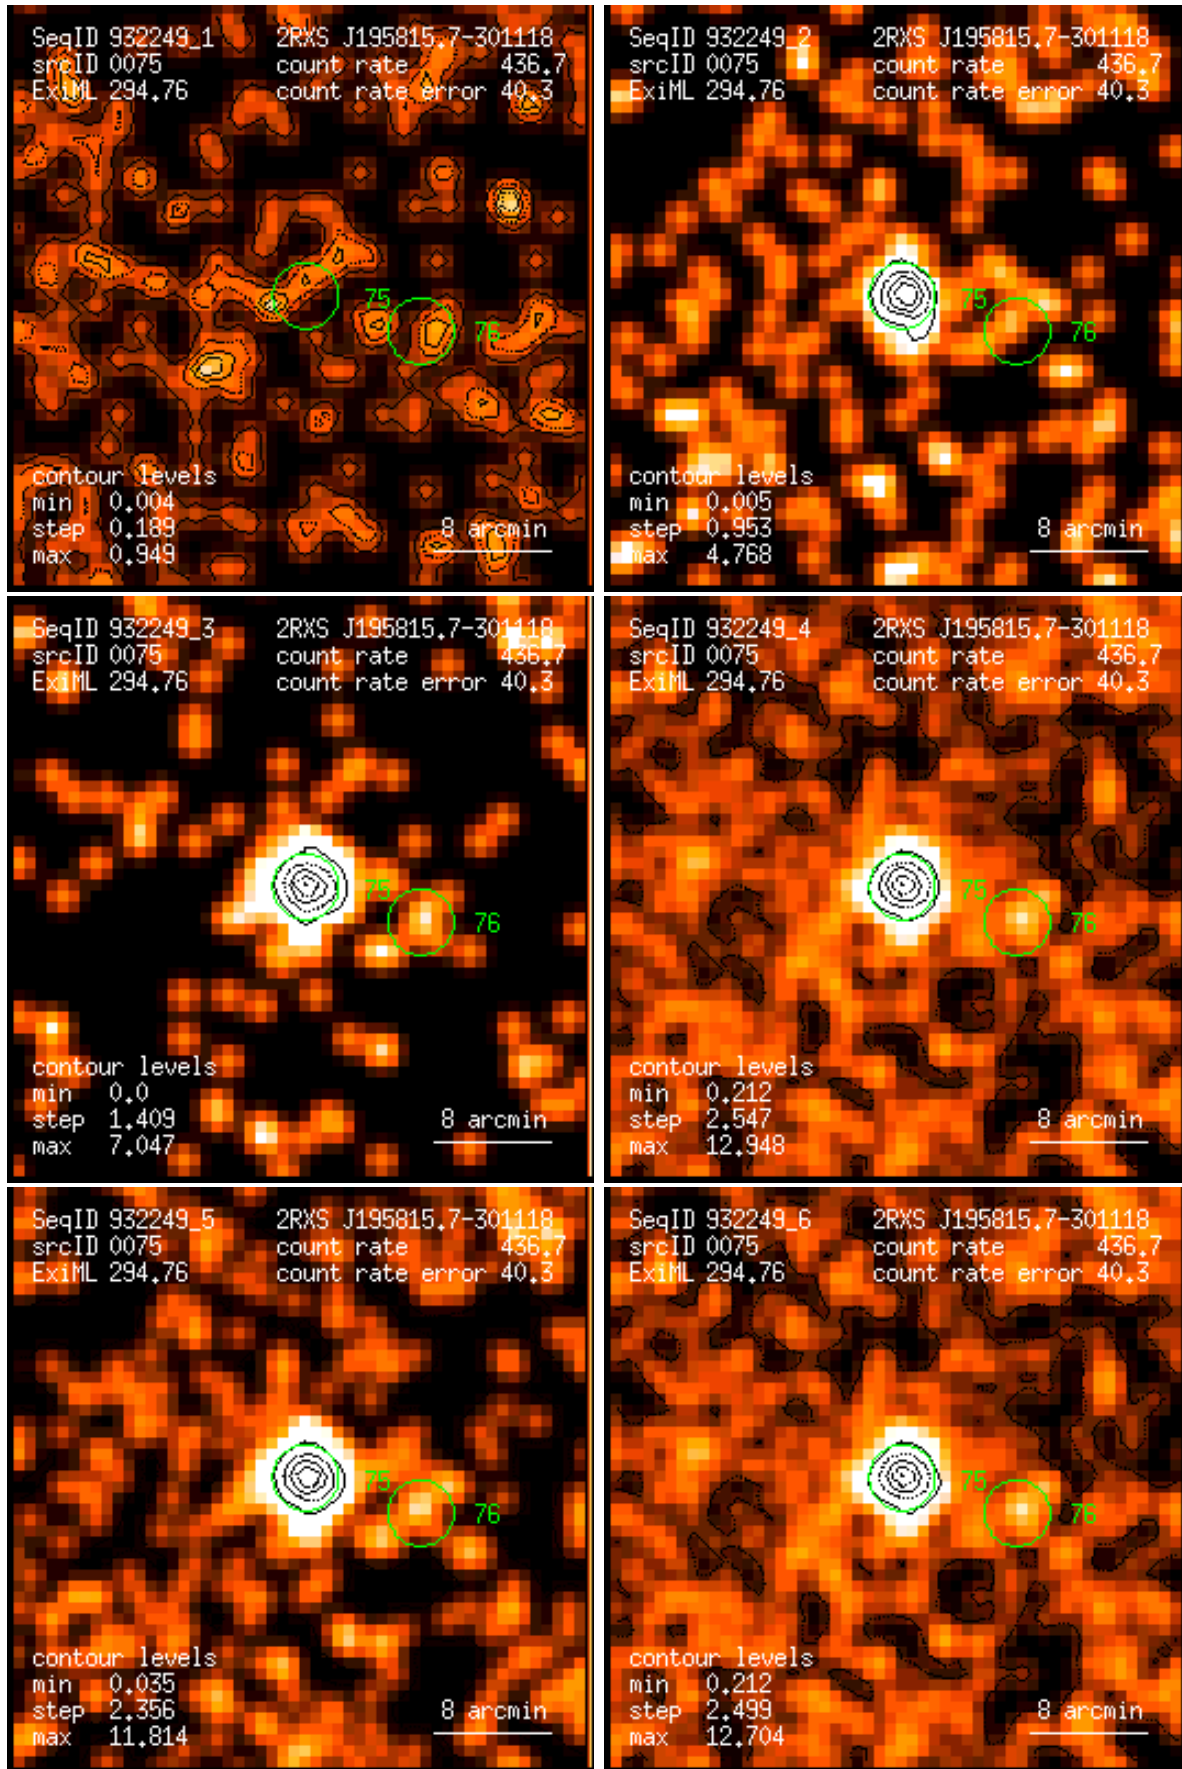 SeqID 932249_1 2RXS J195815.7-301118
srcID 0075 count rate 436.7
ExiML 294.76 count rate error 40.3
75
76
contour levels
min 0.004
step 0.189 8 arcmin
max 0.949
SeqID 932249_2 2RXS J195815.7-301118
srcID 0075 count rate 436.7
ExiML 294.76 count rate error 40.3
75
76
contour levels
min 0.005
step 0.953 8 arcmin
max 4.768
SeqID 932249_3 2RXS J195815.7-301118
srcID 0075 count rate 436.7
ExiML 294.76 count rate error 40.3
75
76
contour levels
min 0.0
step 1.409 8 arcmin
max 7.047
SeqID 932249_4 2RXS J195815.7-301118
srcID 0075 count rate 436.7
ExiML 294.76 count rate error 40.3
75
76
contour levels
min 0.212
step 2.547 8 arcmin
max 12.948
SeqID 932249_5 2RXS J195815.7-301118
srcID 0075 count rate 436.7
ExiML 294.76 count rate error 40.3
75
76
contour levels
min 0.035
step 2.356 8 arcmin
max 11.814
SeqID 932249_6 2RXS J195815.7-301118
srcID 0075 count rate 436.7
ExiML 294.76 count rate error 40.3
75
76
contour levels
min 0.212
step 2.499 8 arcmin
max 12.704